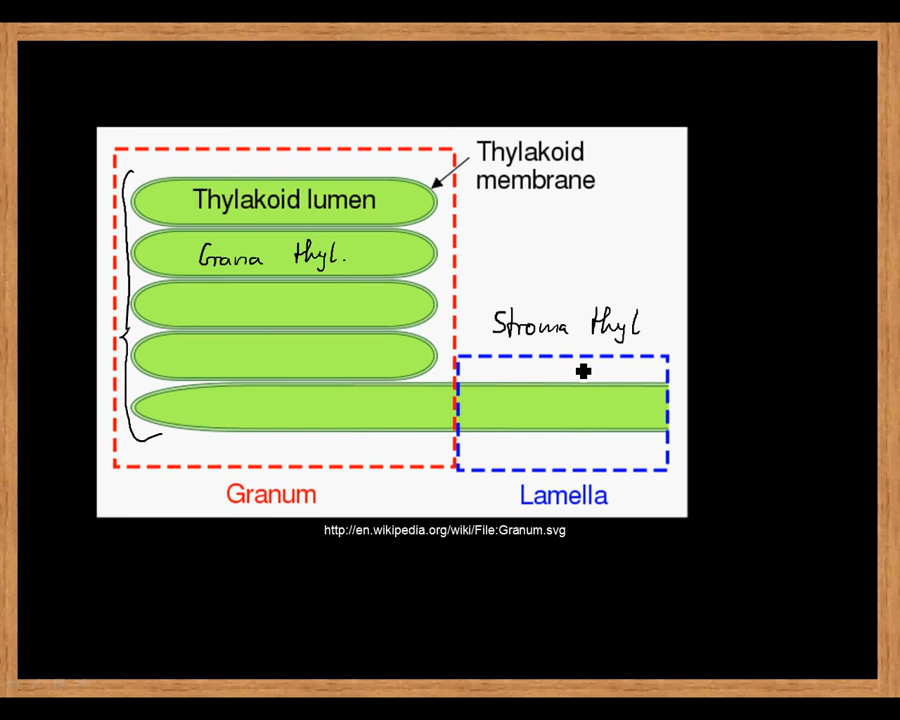 Thylakoid
membrane
Thylakoid lumen
Grana thyl.
Stroma thyl
Granum
Lamella
http://en.wikipedia.org/wiki/File:Granum.svg